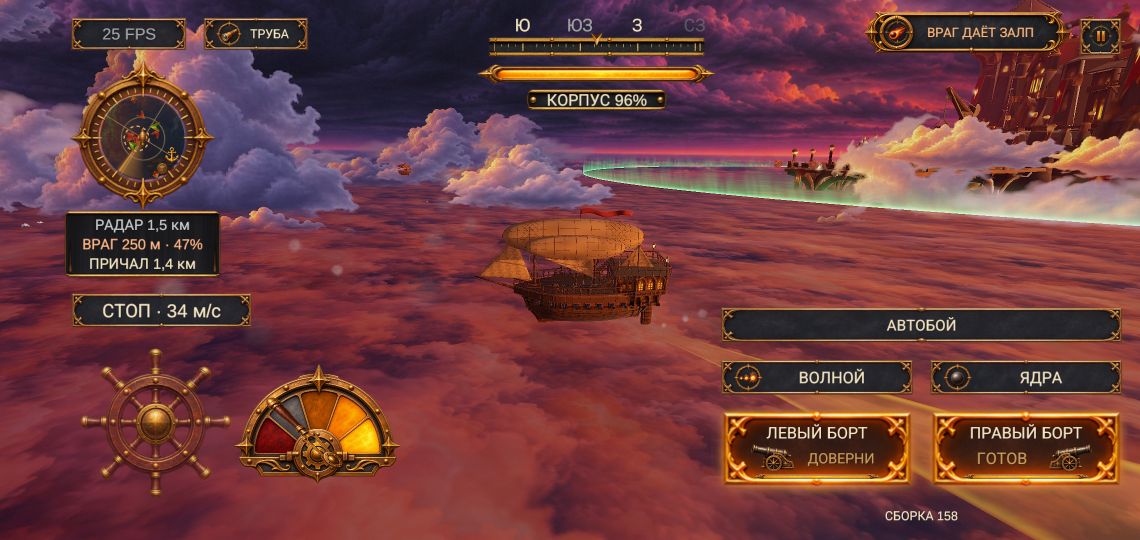 25 FPS
ТРУБА
Ю ЮЗ З СЗ
КОРПУС 96%
ВРАГ ДАЁТ ЗАЛП
РАДАР 1,5 км
ВРАГ 250 м · 47%
ПРИЧАЛ 1,4 км
СТОП · 34 м/с
АВТОБОЙ
ВОЛНОЙ
ЯДРА
ЛЕВЫЙ БОРТ
ДОВЕРНИ
ПРАВЫЙ БОРТ
ГОТОВ
СБОРКА 158